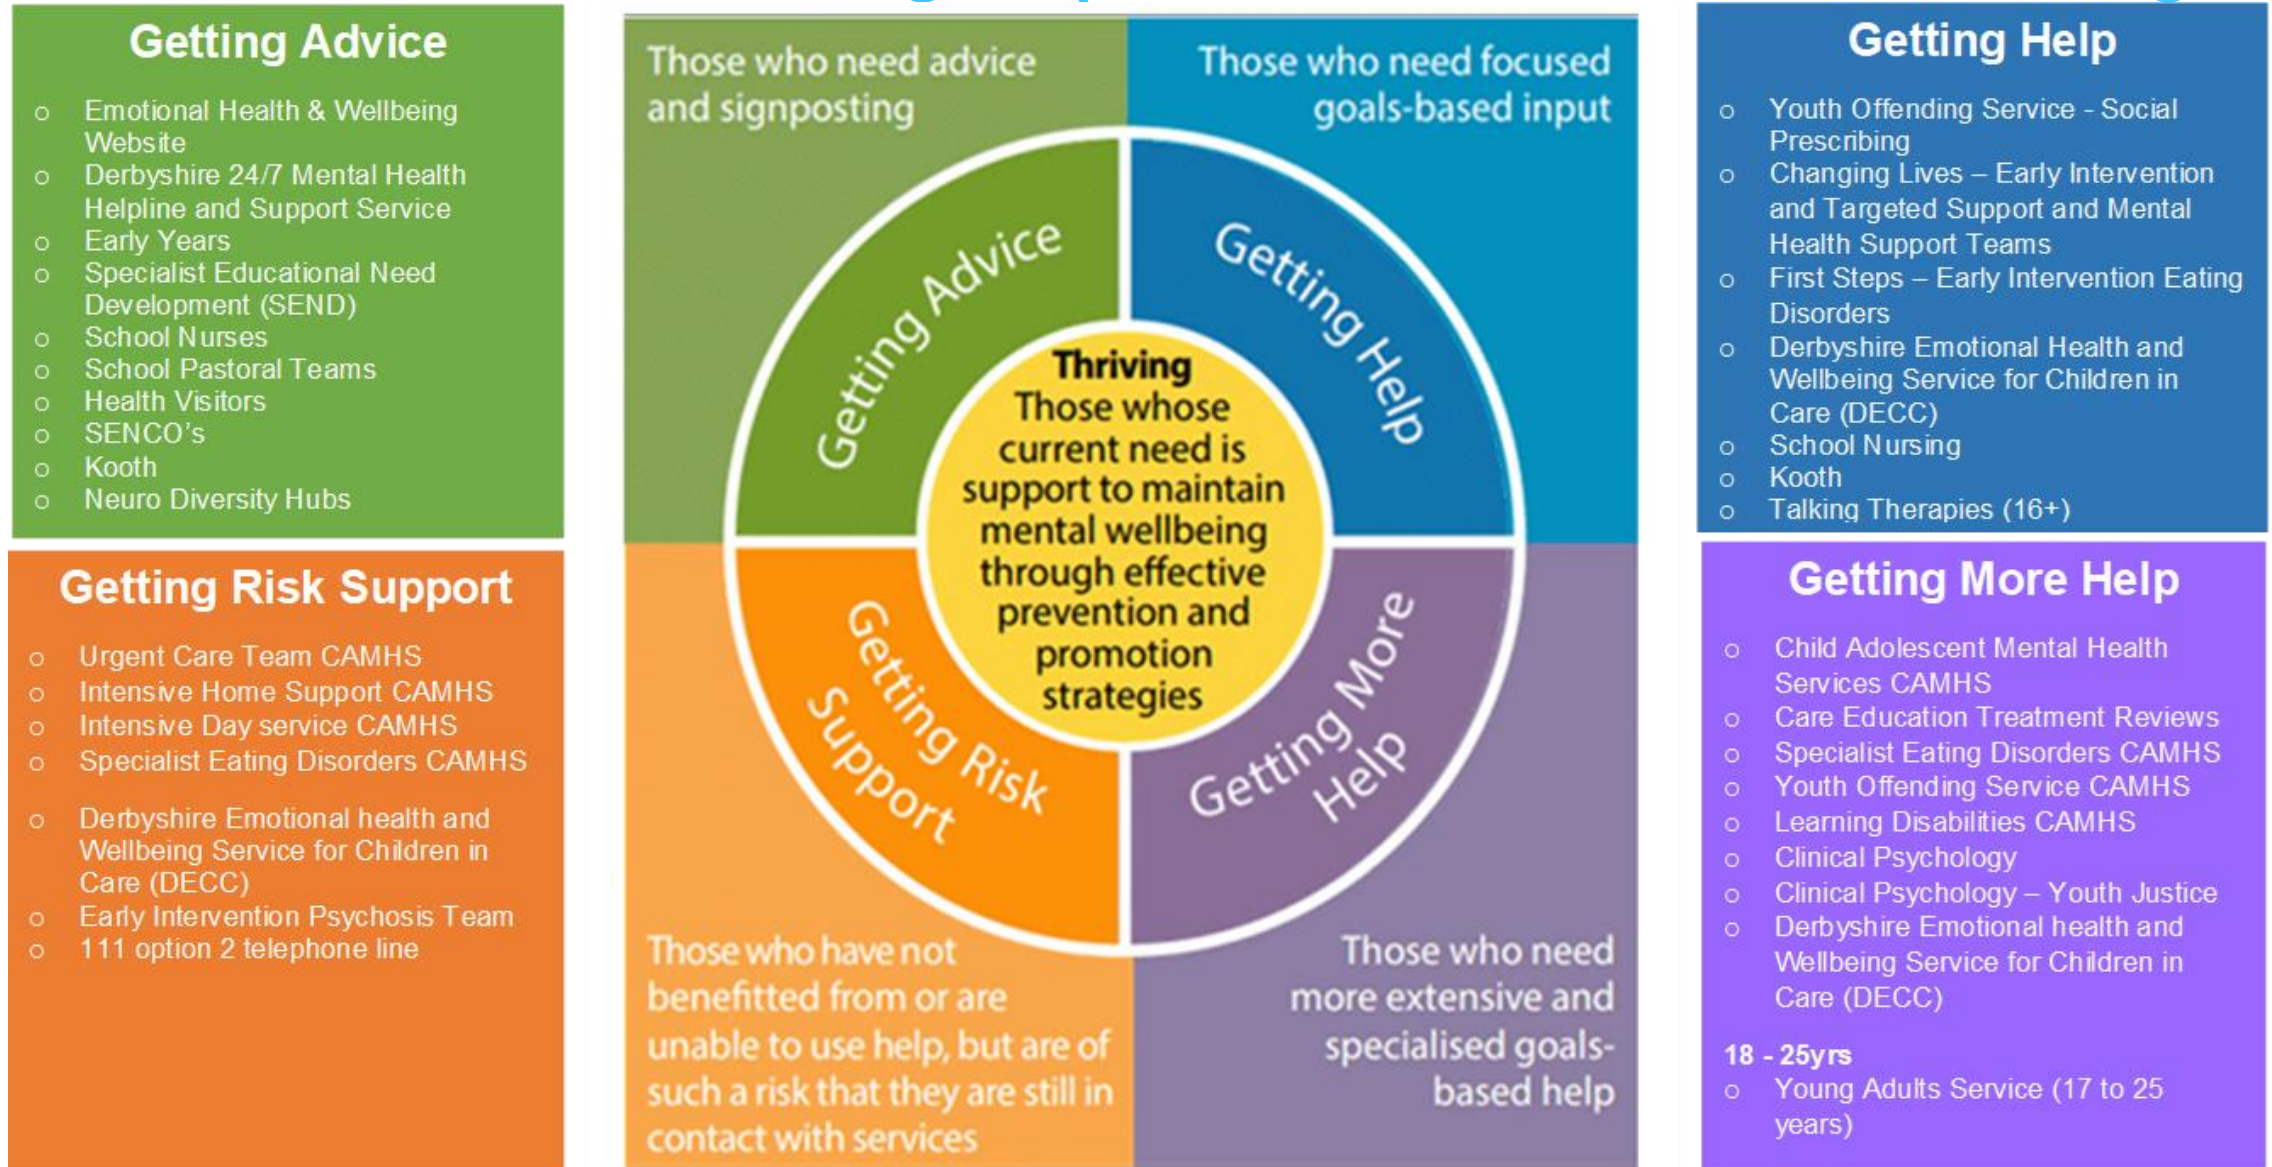 Getting Advice
o Emotional Health & Wellbeing
Website
o Derbyshire 24/7 Mental Health
Helpline and Support Service
o Early Years
o Specialist Educational Need
Development (SEND)
o School Nurses
o School Pastoral Teams
o Health Visitors
o SENCO's
o Kooth
o Neuro Diversity Hubs
Getting Risk Support
o Urgent Care Team CAMHS
o Intensive Home Support CAMHS
o Intensive Day service CAMHS
o Specialist Eating Disorders CAMHS
o Derbyshire Emotional health and
Wellbeing Service for Children in
Care (DECC)
o Early Intervention Psychosis Team
o 111 option 2 telephone line
Those who need advice
and signposting
Those who need focused
goals-based input
Getting Advice
Getting Help
Thriving
Those whose
current need is
support to maintain
mental wellbeing
through effective
prevention and
promotion
strategies
Getting Risk
Support
Getting More
Help
Those who have not
benefitted from or are
unable to use help, but are of
such a risk that they are still in
contact with services
Those who need
more extensive and
specialised goals-
based help
Getting Help
o Youth Offending Service - Social
Prescribing
o Changing Lives – Early Intervention
and Targeted Support and Mental
Health Support Teams
o First Steps – Early Intervention Eating
Disorders
o Derbyshire Emotional Health and
Wellbeing Service for Children in
Care (DECC)
o School Nursing
o Kooth
o Talking Therapies (16+)
Getting More Help
o Child Adolescent Mental Health
Services CAMHS
o Care Education Treatment Reviews
o Specialist Eating Disorders CAMHS
o Youth Offending Service CAMHS
o Learning Disabilities CAMHS
o Clinical Psychology
o Clinical Psychology – Youth Justice
o Derbyshire Emotional health and
Wellbeing Service for Children in
Care (DECC)
18 - 25yrs
o Young Adults Service (17 to 25
years)